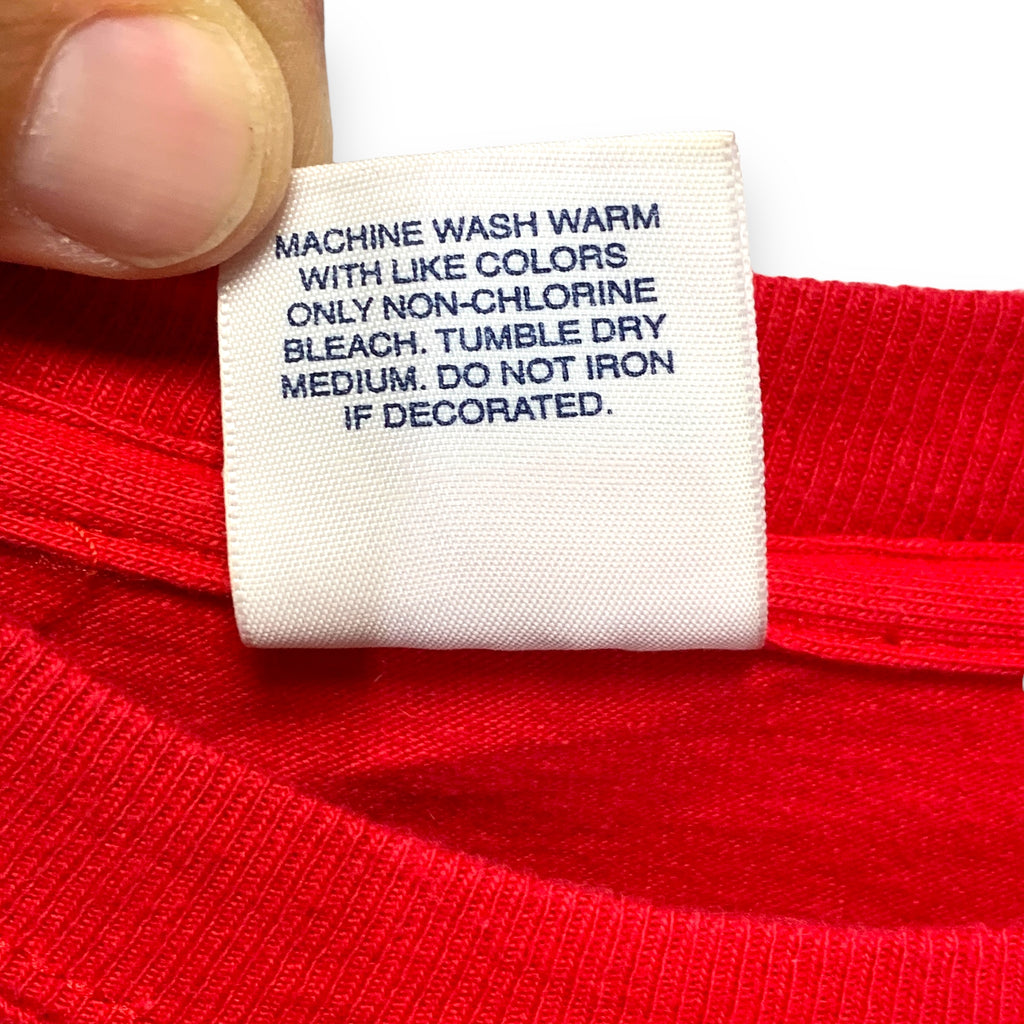 MACHINE WASH WARM
WITH LIKE COLORS
ONLY NON-CHLORINE
BLEACH. TUMBLE DRY
MEDIUM. DO NOT IRON
IF DECORATED.